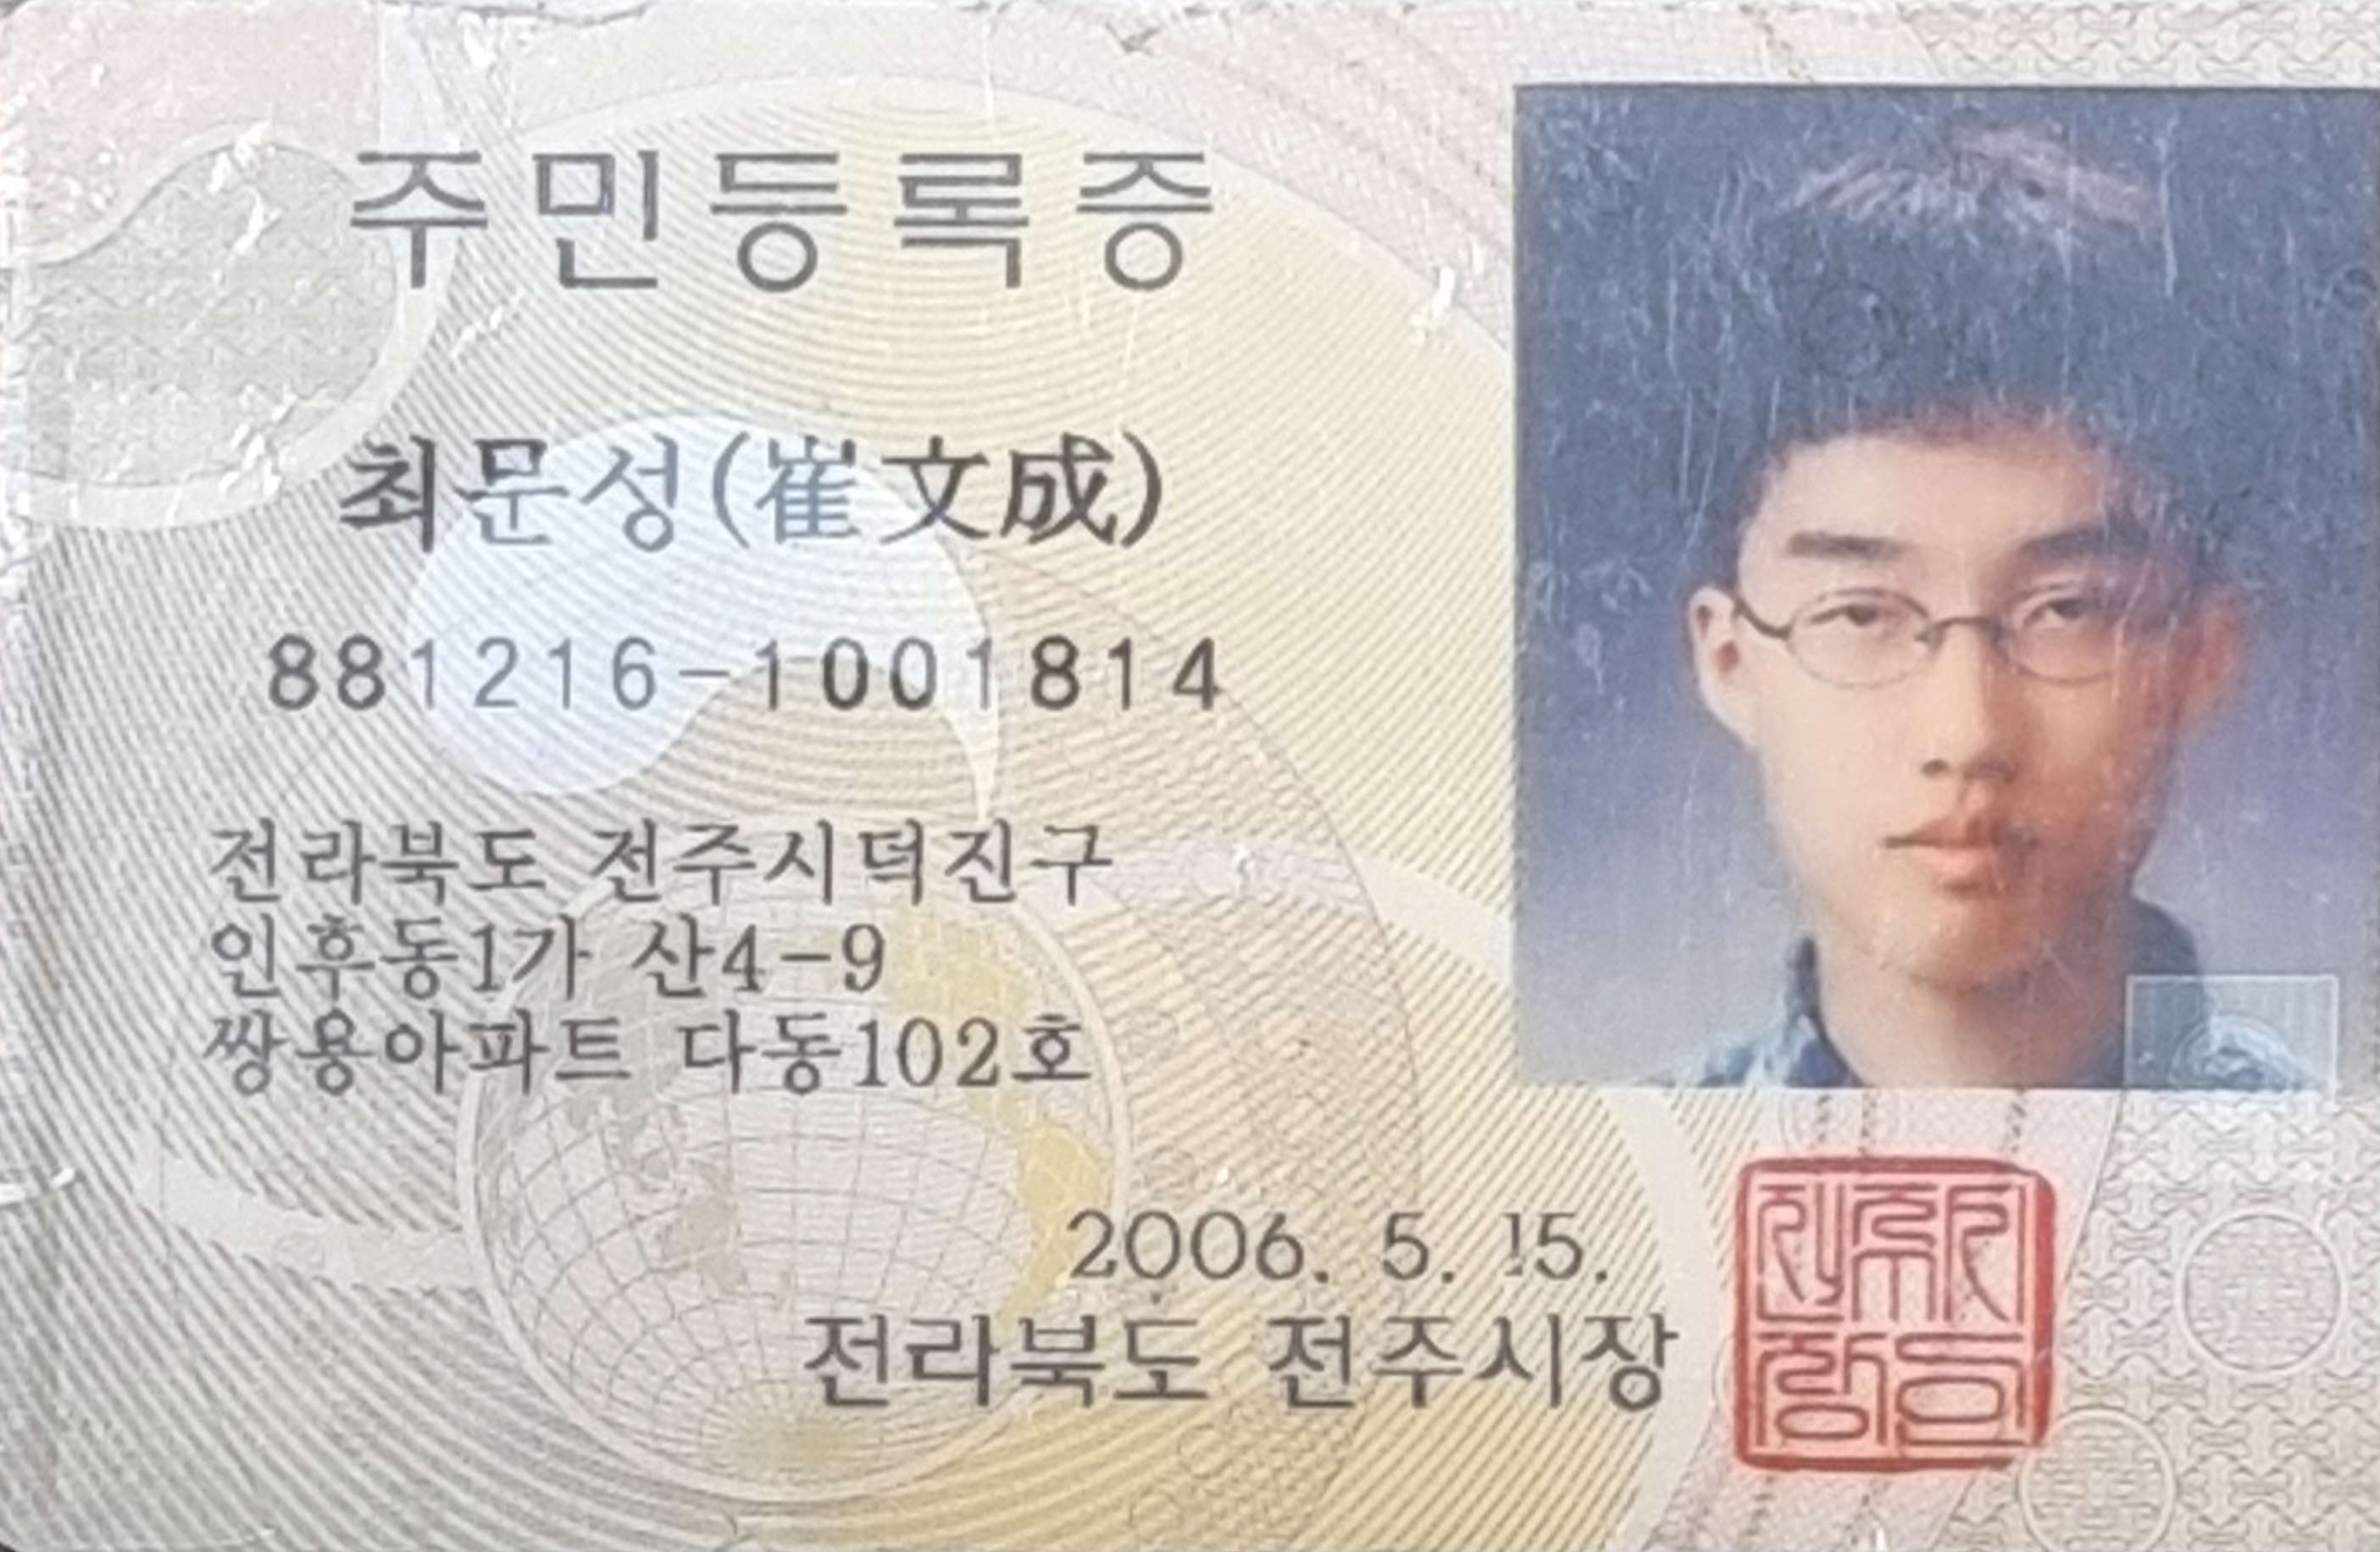 주민등록증
최문성(崔文成)
881216-1001814
전라북도 전주시덕진구
인후동1가 산4-9
쌍용아파트 다동102호
2006. 5. 15.
전라북도 전주시장